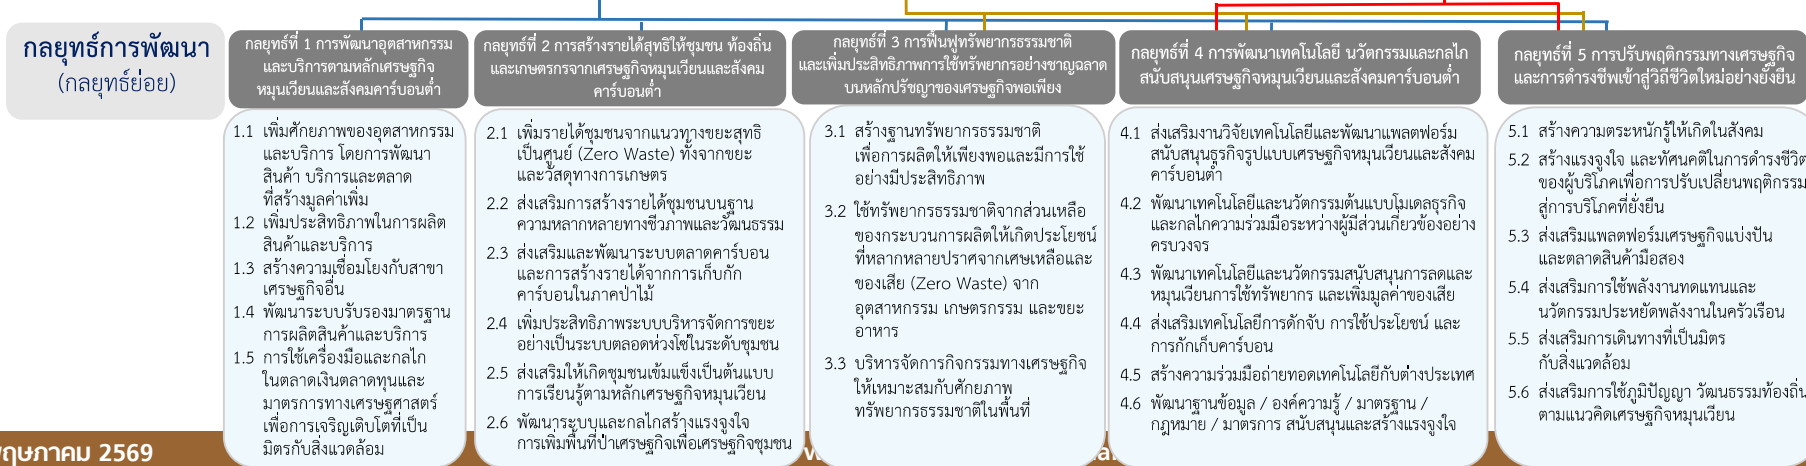 กลยุทธ์การพัฒนา
(กลยุทธ์ย่อย)
กลยุทธ์ที่ 1 การพัฒนาอุตสาหกรรม
และบริการตามหลักเศรษฐกิจ
หมุนเวียนและสังคมคาร์บอนต่ำ
1.1 เพิ่มศักยภาพของอุตสาหกรรม
และบริการ โดยการพัฒนา
สินค้า บริการและตลาด
ที่สร้างมูลค่าเพิ่ม
1.2 เพิ่มประสิทธิภาพในการผลิต
สินค้าและบริการ
1.3 สร้างความเชื่อมโยงกับสาขา
เศรษฐกิจอื่น
1.4 พัฒนาระบบรับรองมาตรฐาน
การผลิตสินค้าและบริการ
1.5 การใช้เครื่องมือและกลไก
ในตลาดเงินตลาดทุนและ
มาตรการทางเศรษฐศาสตร์
เพื่อการเจริญเติบโตที่เป็น
มิตรกับสิ่งแวดล้อม
กลยุทธ์ที่ 2 การสร้างรายได้สุทธิให้ชุมชน ท้องถิ่น
และเกษตรกรจากเศรษฐกิจหมุนเวียนและสังคม
คาร์บอนต่ำ
2.1 เพิ่มรายได้ชุมชนจากแนวทางขยะสุทธิ
เป็นศูนย์ (Zero Waste) ทั้งจากขยะ
และวัสดุทางการเกษตร
2.2 ส่งเสริมการสร้างรายได้ชุมชนบนฐาน
ความหลากหลายทางชีวภาพและวัฒนธรรม
2.3 ส่งเสริมและพัฒนาระบบตลาดคาร์บอน
และการสร้างรายได้จากการเก็บกัก
คาร์บอนในภาคป่าไม้
2.4 เพิ่มประสิทธิภาพระบบบริหารจัดการขยะ
อย่างเป็นระบบตลอดห่วงโซ่ในระดับชุมชน
2.5 ส่งเสริมให้เกิดชุมชนเข้มแข็งเป็นต้นแบบ
การเรียนรู้ตามหลักเศรษฐกิจหมุนเวียน
2.6 พัฒนาระบบและกลไกสร้างแรงจูงใจ
การเพิ่มพื้นที่ป่าเศรษฐกิจเพื่อเศรษฐกิจชุมชน
กลยุทธ์ที่ 3 การฟื้นฟูทรัพยากรธรรมชาติ
และเพิ่มประสิทธิภาพการใช้ทรัพยากรอย่างชาญฉลาด
บนหลักปรัชญาของเศรษฐกิจพอเพียง
3.1 สร้างฐานทรัพยากรธรรมชาติ
เพื่อการผลิตให้เพียงพอและมีการใช้
อย่างมีประสิทธิภาพ
3.2 ใช้ทรัพยากรธรรมชาติจากส่วนเหลือ
ของกระบวนการผลิตให้เกิดประโยชน์
ที่หลากหลายปราศจากเศษเหลือและ
ของเสีย (Zero Waste) จาก
อุตสาหกรรม เกษตรกรรม และขยะ
อาหาร
3.3 บริหารจัดการกิจกรรมทางเศรษฐกิจ
ให้เหมาะสมกับศักยภาพ
ทรัพยากรธรรมชาติในพื้นที่
กลยุทธ์ที่ 4 การพัฒนาเทคโนโลยี นวัตกรรมและกลไก
สนับสนุนเศรษฐกิจหมุนเวียนและสังคมคาร์บอนต่ำ
4.1 ส่งเสริมงานวิจัยเทคโนโลยีและพัฒนาแพลตฟอร์ม
สนับสนุนธุรกิจรูปแบบเศรษฐกิจหมุนเวียนและสังคม
คาร์บอนต่ำ
4.2 พัฒนาเทคโนโลยีและนวัตกรรมต้นแบบโมเดลธุรกิจ
และกลไกความร่วมมือระหว่างผู้มีส่วนเกี่ยวข้องอย่าง
ครบวงจร
4.3 พัฒนาเทคโนโลยีและนวัตกรรมสนับสนุนการลดและ
หมุนเวียนการใช้ทรัพยากร และเพิ่มมูลค่าของเสีย
4.4 ส่งเสริมเทคโนโลยีการดักจับ การใช้ประโยชน์ และ
การกักเก็บคาร์บอน
4.5 สร้างความร่วมมือถ่ายทอดเทคโนโลยีกับต่างประเทศ
4.6 พัฒนาฐานข้อมูล / องค์ความรู้ / มาตรฐาน /
กฎหมาย / มาตรการ สนับสนุนและสร้างแรงจูงใจ
กลยุทธ์ที่ 5 การปรับพฤติกรรมทางเศรษฐกิจ
และการดำรงชีพเข้าสู่วิถีชีวิตใหม่อย่างยั่งยืน
5.1 สร้างความตระหนักรู้ให้เกิดในสังคม
5.2 สร้างแรงจูงใจ และทัศนคติในการดำรงชีวิต
ของผู้บริโภคเพื่อการปรับเปลี่ยนพฤติกรรม
สู่การบริโภคที่ยั่งยืน
5.3 ส่งเสริมแพลตฟอร์มเศรษฐกิจแบ่งปัน
และตลาดสินค้ามือสอง
5.4 ส่งเสริมการใช้พลังงานทดแทนและ
นวัตกรรมประหยัดพลังงานในครัวเรือน
5.5 ส่งเสริมการเดินทางที่เป็นมิตร
กับสิ่งแวดล้อม
5.6 ส่งเสริมการใช้ภูมิปัญญา วัฒนธรรมท้องถิ่น
ตามแนวคิดเศรษฐกิจหมุนเวียน
พฤษภาคม 2569